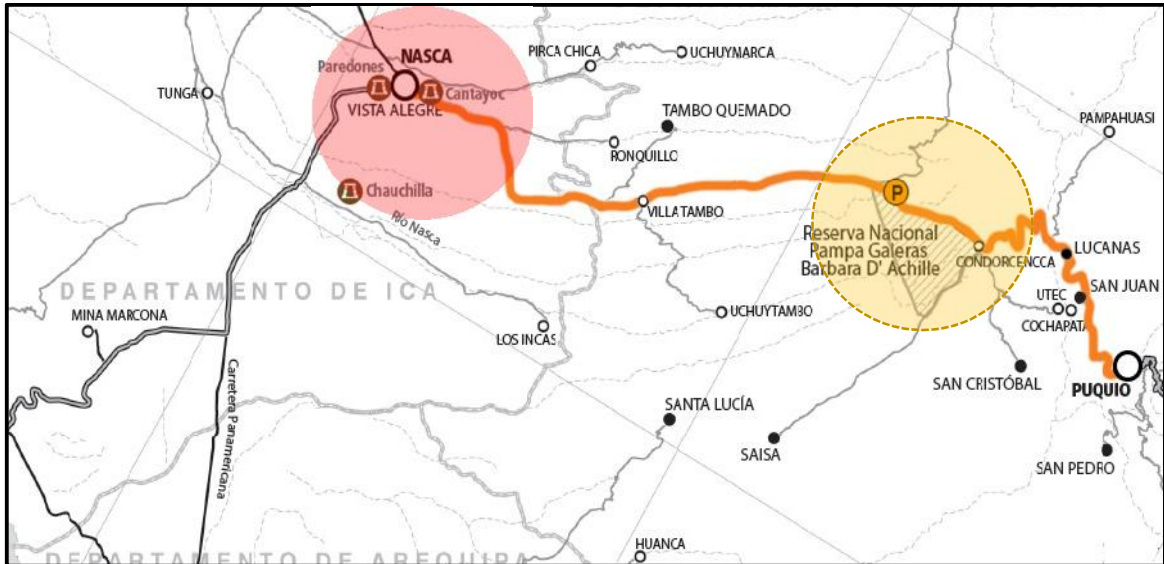 NASCA
PIRCA CHICA
UCHUYMARCA
Paredones
Cantayoc
TUNGA
VISTA ALEGRE
TAMBO QUEMADO
PAMPAHUASI
RONQUILLO
Chauchilla
P
VILLATAMBO
Río Nasca
Reserva Nacional
Pampa Galeras
Barbara D' Achille
CONDORCENCCA
LUCANAS
DEPARTAMENTO DE ICA
UTEC
SAN JUAN
MINA MARCONA
UCHUYTAMBO
COCHAPATA
LOS INCAS
Carretera Panamericana
SAN CRISTÓBAL
PUQUIO
SANTA LUCÍA
SAISA
SAN PEDRO
HUANCA
DEPARTAMENTO DE AREQUIPA